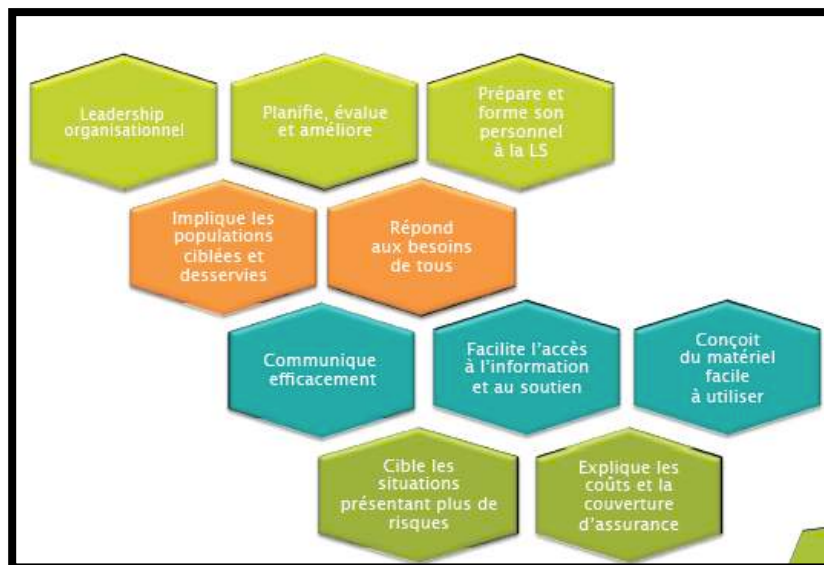 Leadership
organisationnel
Planifie, évalue
et améliore
Prépare et
forme son
personnel
à la LS
Implique les
populations
ciblées et
desservies
Répond
aux besoins
de tous
Communique
efficacement
Facilite l'accès
à l'information
et au soutien
Conçoit
du matériel
facile
à utiliser
Cible les
situations
présentant plus de
risques
Explique les
coûts et la
couverture
d'assurance